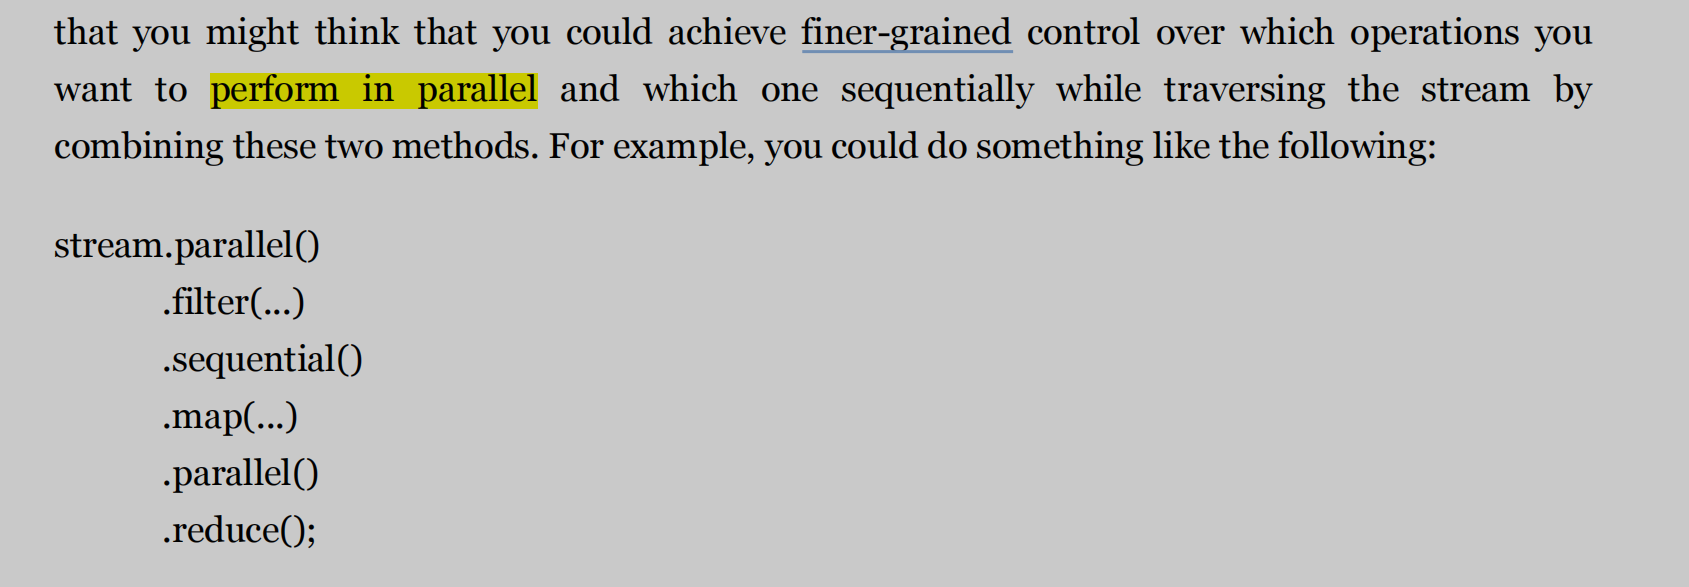 that you might think that you could achieve finer-grained control over which operations you
want to perform in parallel and which one sequentially while traversing the stream by
combining these two methods. For example, you could do something like the following:
stream.parallel()
.filter(...)
.sequential()
.map(...)
.parallel()
.reduce();